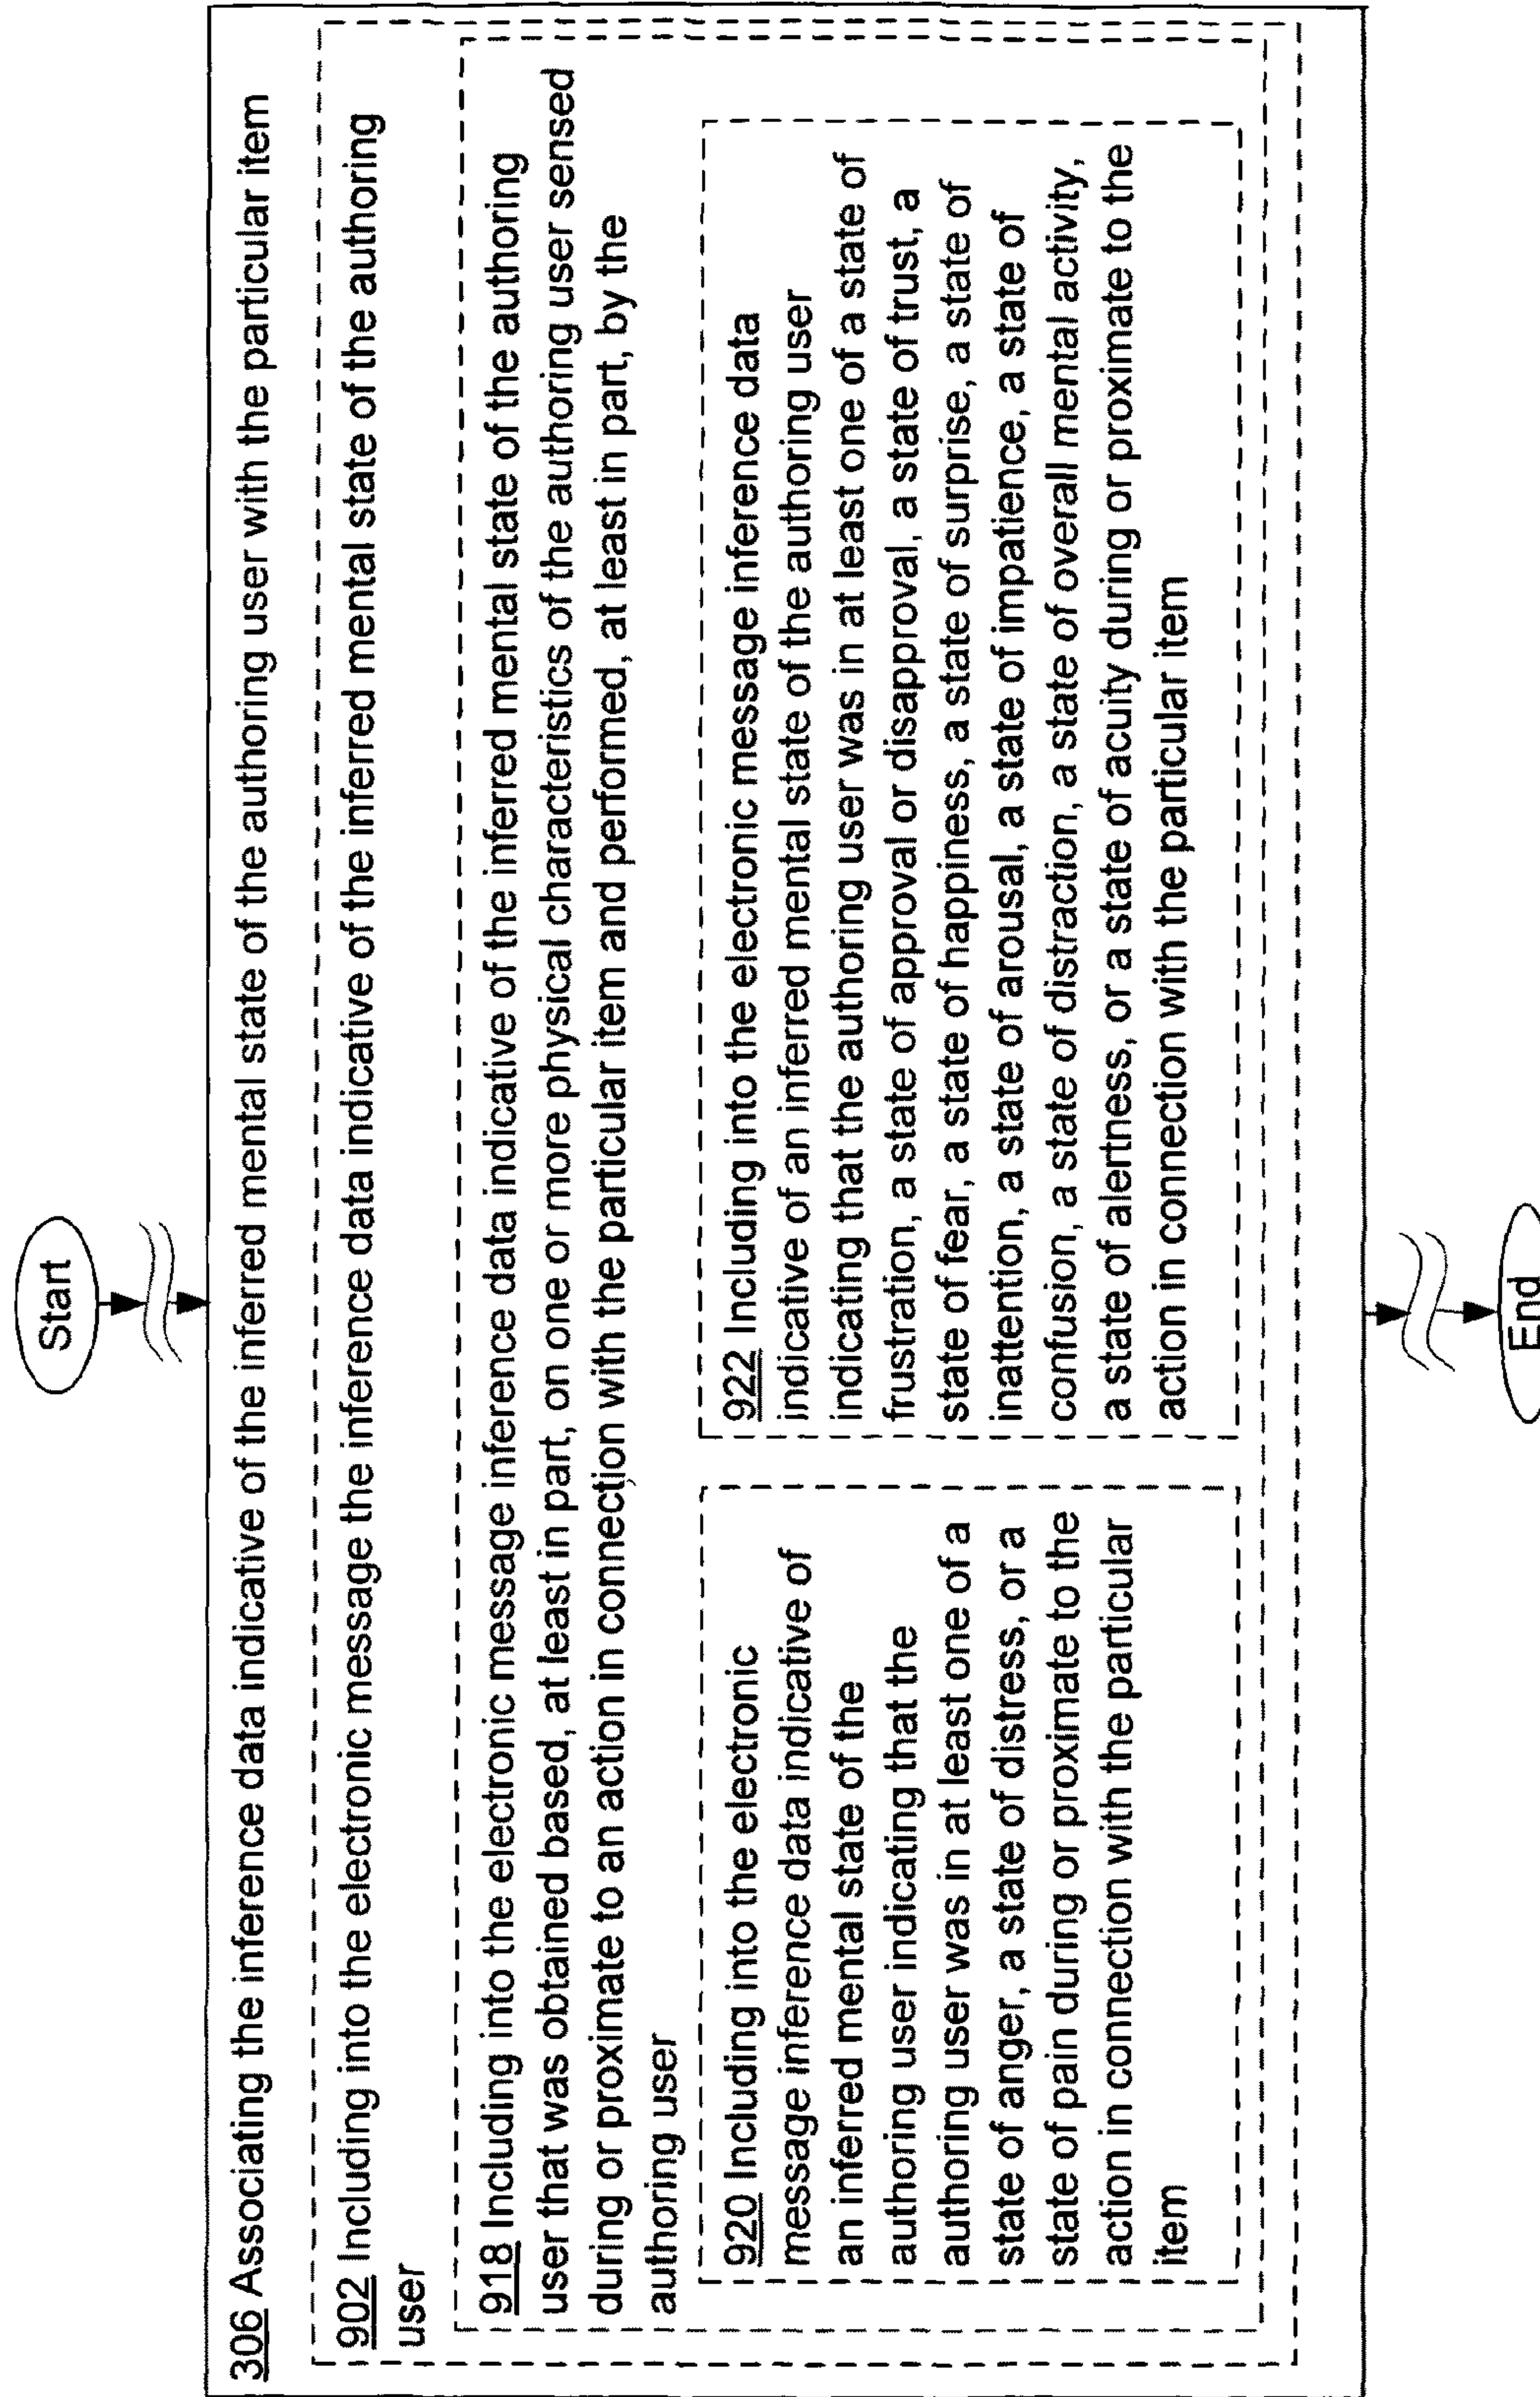 Start
306 Associating the inference data indicative of the inferred mental state of the authoring user with the particular item
902 Including into the electronic message the inference data indicative of the inferred mental state of the authoring
user
918 Including into the electronic message inference data indicative of the inferred mental state of the authoring
user that was obtained based, at least in part, on one or more physical characteristics of the authoring user sensed
during or proximate to an action in connection with the particular item and performed, at least in part, by the
authoring user
920 Including into the electronic
message inference data indicative of
an inferred mental state of the
authoring user indicating that the
authoring user was in at least one of a
state of anger, a state of distress, or a
state of pain during or proximate to the
action in connection with the particular
item
922 Including into the electronic message inference data
indicative of an inferred mental state of the authoring user
indicating that the authoring user was in at least one of a state of
frustration, a state of approval or disapproval, a state of trust, a
state of fear, a state of happiness, a state of surprise, a state of
inattention, a state of arousal, a state of impatience, a state of
confusion, a state of distraction, a state of overall mental activity,
a state of alertness, or a state of acuity during or proximate to the
action in connection with the particular item
End